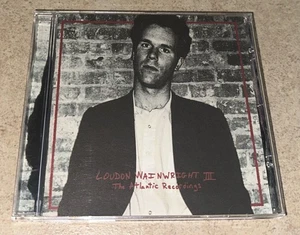 LOUDON WAINWRIGHT III
The Atlantic Recordings